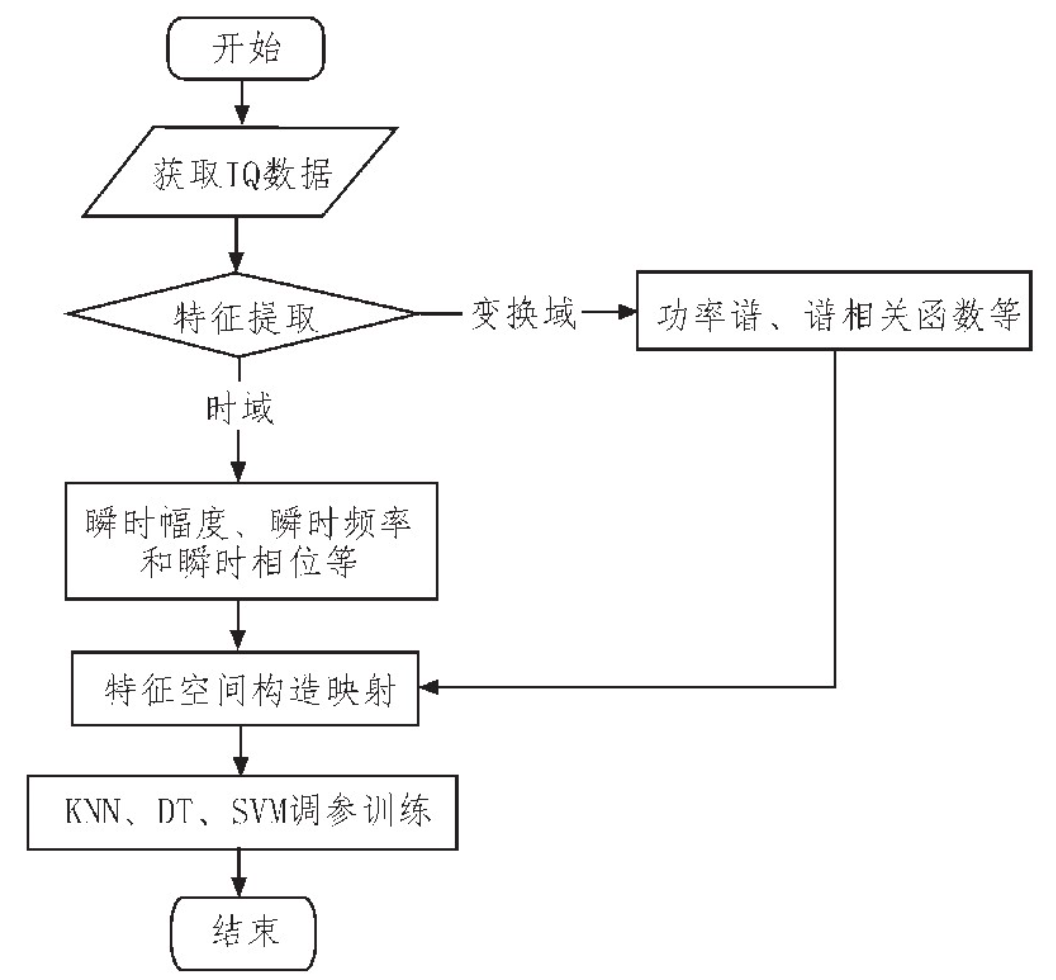 开始
获取IQ数据
特征提取
变换域
功率谱、谱相关函数等
时域
瞬时幅度、瞬时频率
和瞬时相位等
特征空间构造映射
KNN、DT、SVM调参训练
结束